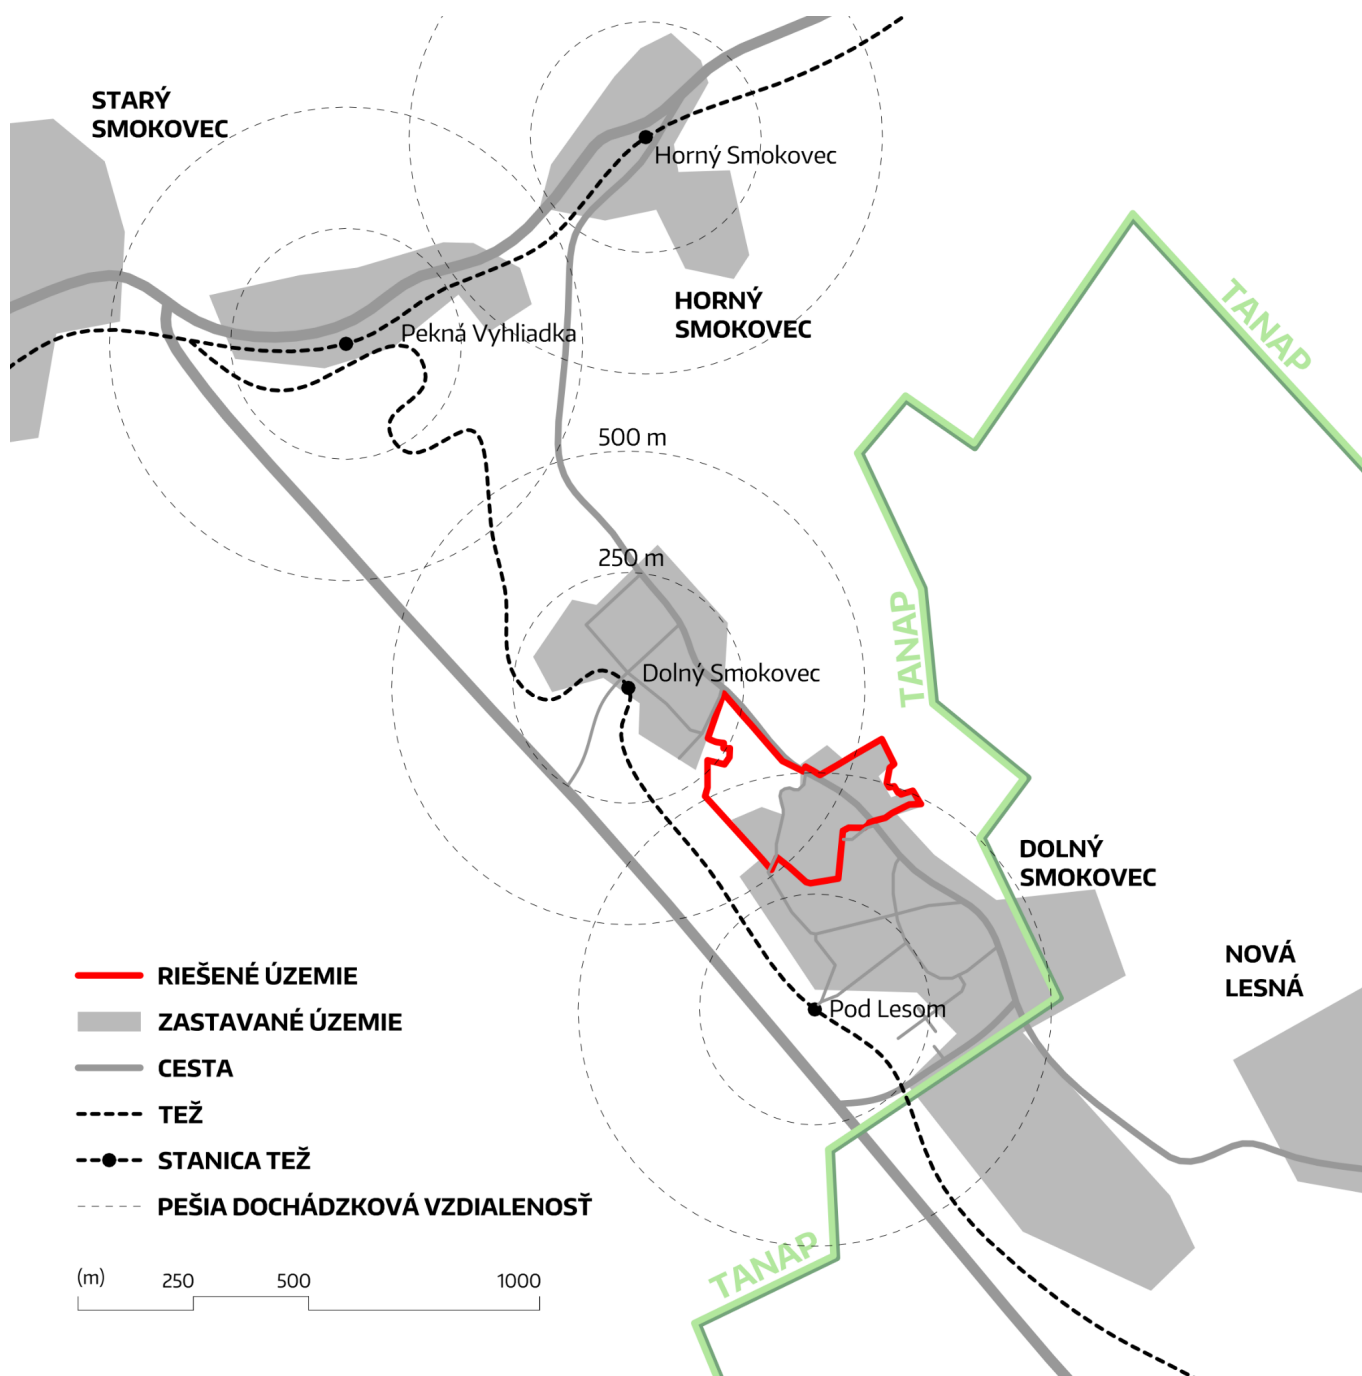 STARÝ
SMOKOVEC
Horný Smokovec
HORNÝ
SMOKOVEC
TANAP
Pekná Vyhliadka
500 m
250 m
TANAP
Dolný Smokovec
DOLNÝ
SMOKOVEC
NOVÁ
LESNÁ
Pod Lesom
TANAP
RIEŠENÉ ÚZEMIE
ZASTAVANÉ ÚZEMIE
CESTA
TEŽ
STANICA TEŽ
PEŠIA DOCHÁDZKOVÁ VZDIALENOSŤ
(m) 250 500 1000